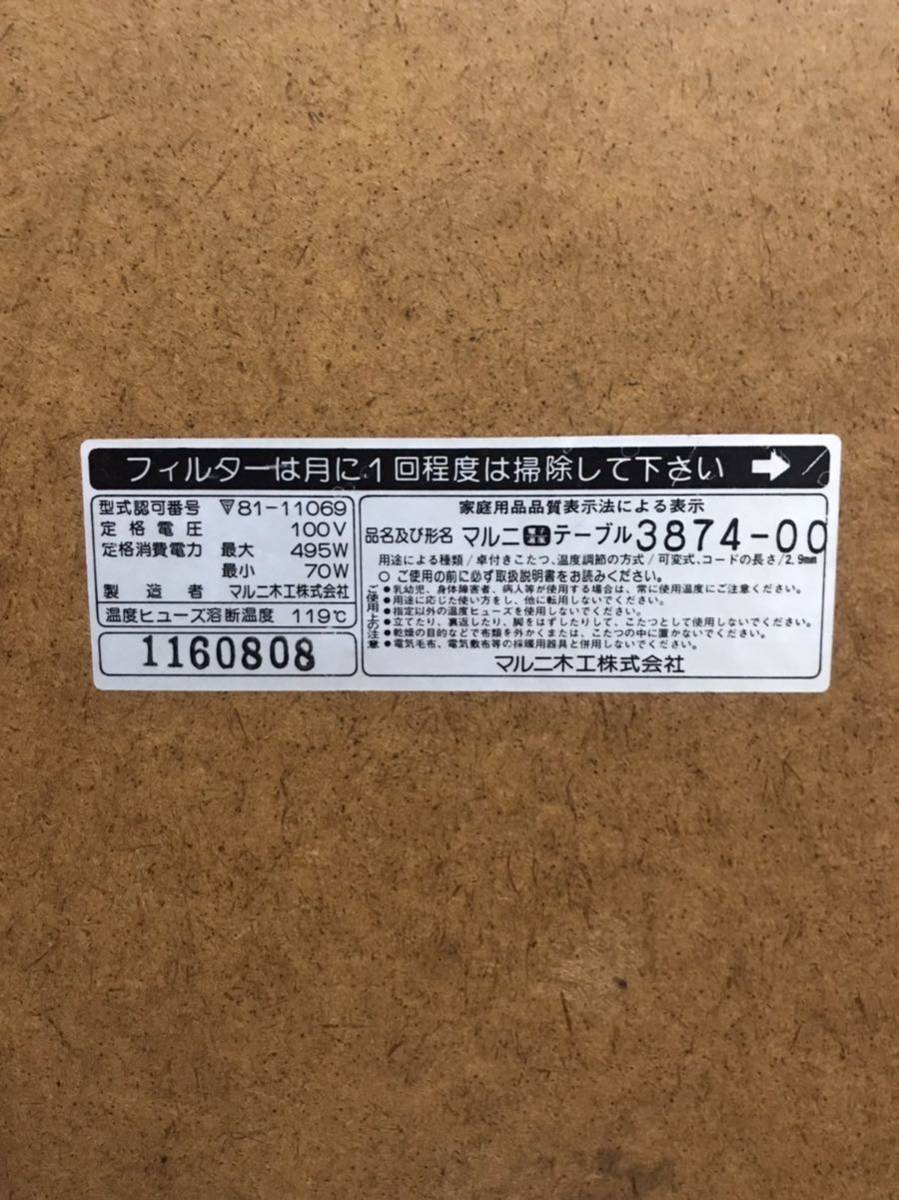 フィルターは月に1回程度は掃除して下さい ➡
型式認可番号 ▽81-11069
定格電圧 100V
定格消費電力 最大 495W
最小 70W
製造者 マルニ木工株式会社
温度ヒューズ溶断温度 119℃
1160808
家庭用品品質表示法による表示
品名及び形名 マルニ テーブル 3874-00
用途による種類/卓付きこたつ、温度調節の方式/可変式、コードの長さ/2.9mm
○ ご使用の前に必ず取扱説明書をお読みください。
ご使用上の注意
●乳幼児、身体障害者、病人等が使用する場合は、常に使用温度にご注意ください。
●用途に応じた使い方をし、他に転用しないでください。
●指定以外の温度ヒューズを使用しないでください。
●立てたり、裏返したり、脚をはずしたりして、こたつとして使用しないでください。
●乾燥の目的などで布類を外かくまたは、こたつの中に置かないでください。
●電気毛布、電気敷布等の採暖用器具と併用しないでください。
マルニ木工株式会社